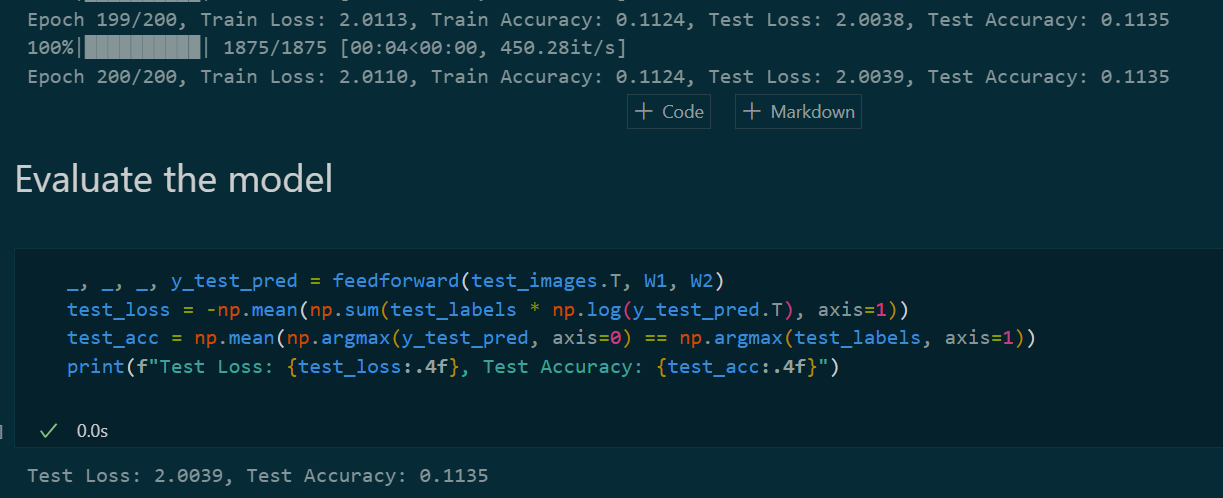 Epoch 199/200, Train Loss: 2.0113, Train Accuracy: 0.1124, Test Loss: 2.0038, Test Accuracy: 0.1135
100%|██████████| 1875/1875 [00:04<00:00, 450.28it/s]
Epoch 200/200, Train Loss: 2.0110, Train Accuracy: 0.1124, Test Loss: 2.0039, Test Accuracy: 0.1135
+ Code + Markdown
Evaluate the model
_, _, _, y_test_pred = feedforward(test_images.T, W1, W2)
test_loss = -np.mean(np.sum(test_labels * np.log(y_test_pred.T), axis=1))
test_acc = np.mean(np.argmax(y_test_pred, axis=0) == np.argmax(test_labels, axis=1))
print(f"Test Loss: {test_loss:.4f}, Test Accuracy: {test_acc:.4f}")
0.0s
Test Loss: 2.0039, Test Accuracy: 0.1135